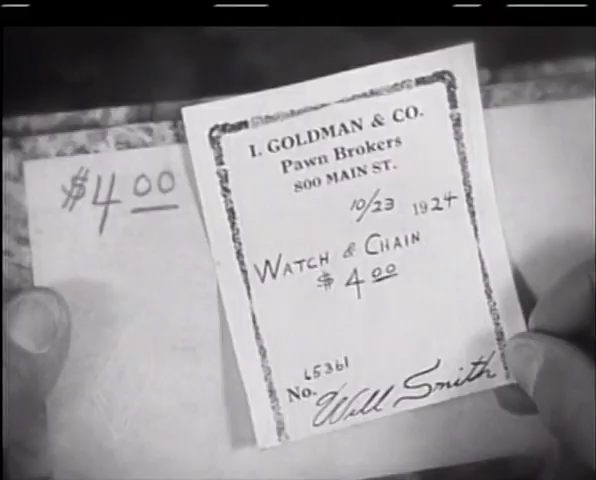 $4.00
I. GOLDMAN & CO.
Pawn Brokers
800 MAIN ST.
10/23 1924
WATCH & CHAIN
$4.00
65361
No. Will Smith